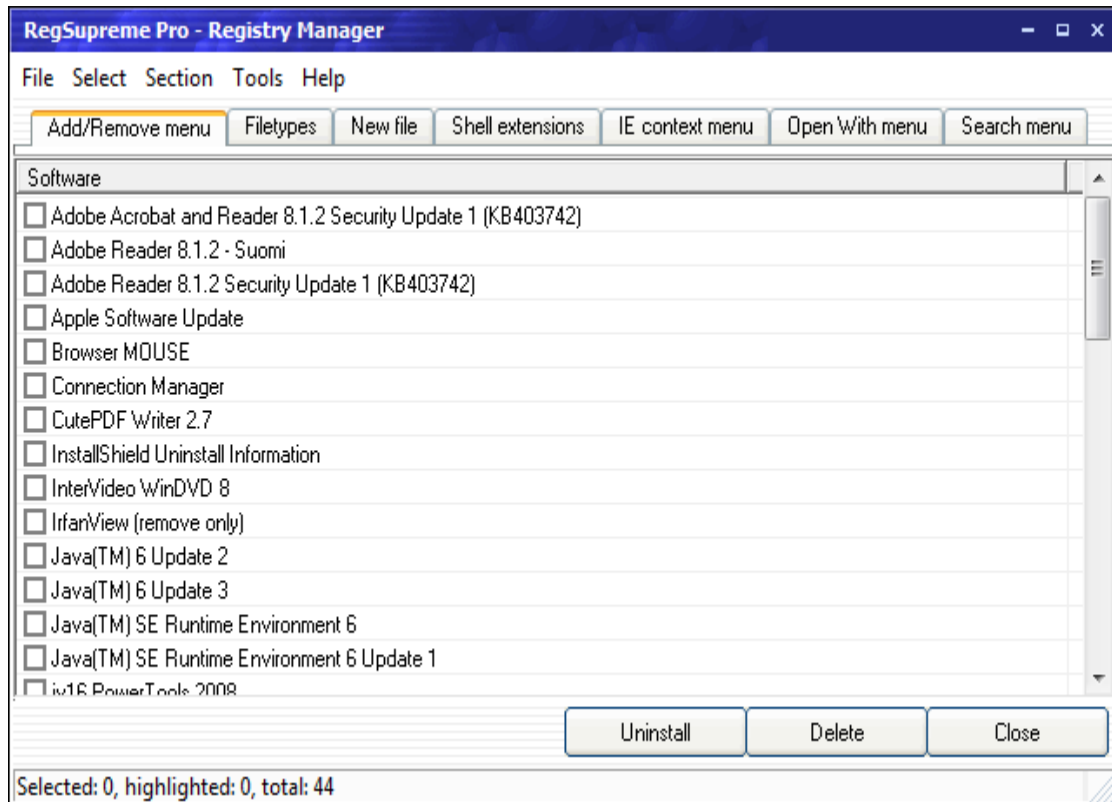 RegSupreme Pro - Registry Manager
File Select Section Tools Help
Add/Remove menu Filetypes New file Shell extensions IE context menu Open With menu Search menu
Software
Adobe Acrobat and Reader 8.1.2 Security Update 1 (KB403742)
Adobe Reader 8.1.2 - Suomi
Adobe Reader 8.1.2 Security Update 1 (KB403742)
Apple Software Update
Browser MOUSE
Connection Manager
CutePDF Writer 2.7
InstallShield Uninstall Information
InterVideo WinDVD 8
IrfanView (remove only)
Java(TM) 6 Update 2
Java(TM) 6 Update 3
Java(TM) SE Runtime Environment 6
Java(TM) SE Runtime Environment 6 Update 1
jv16 PowerTools 2008
Uninstall Delete Close
Selected: 0, highlighted: 0, total: 44